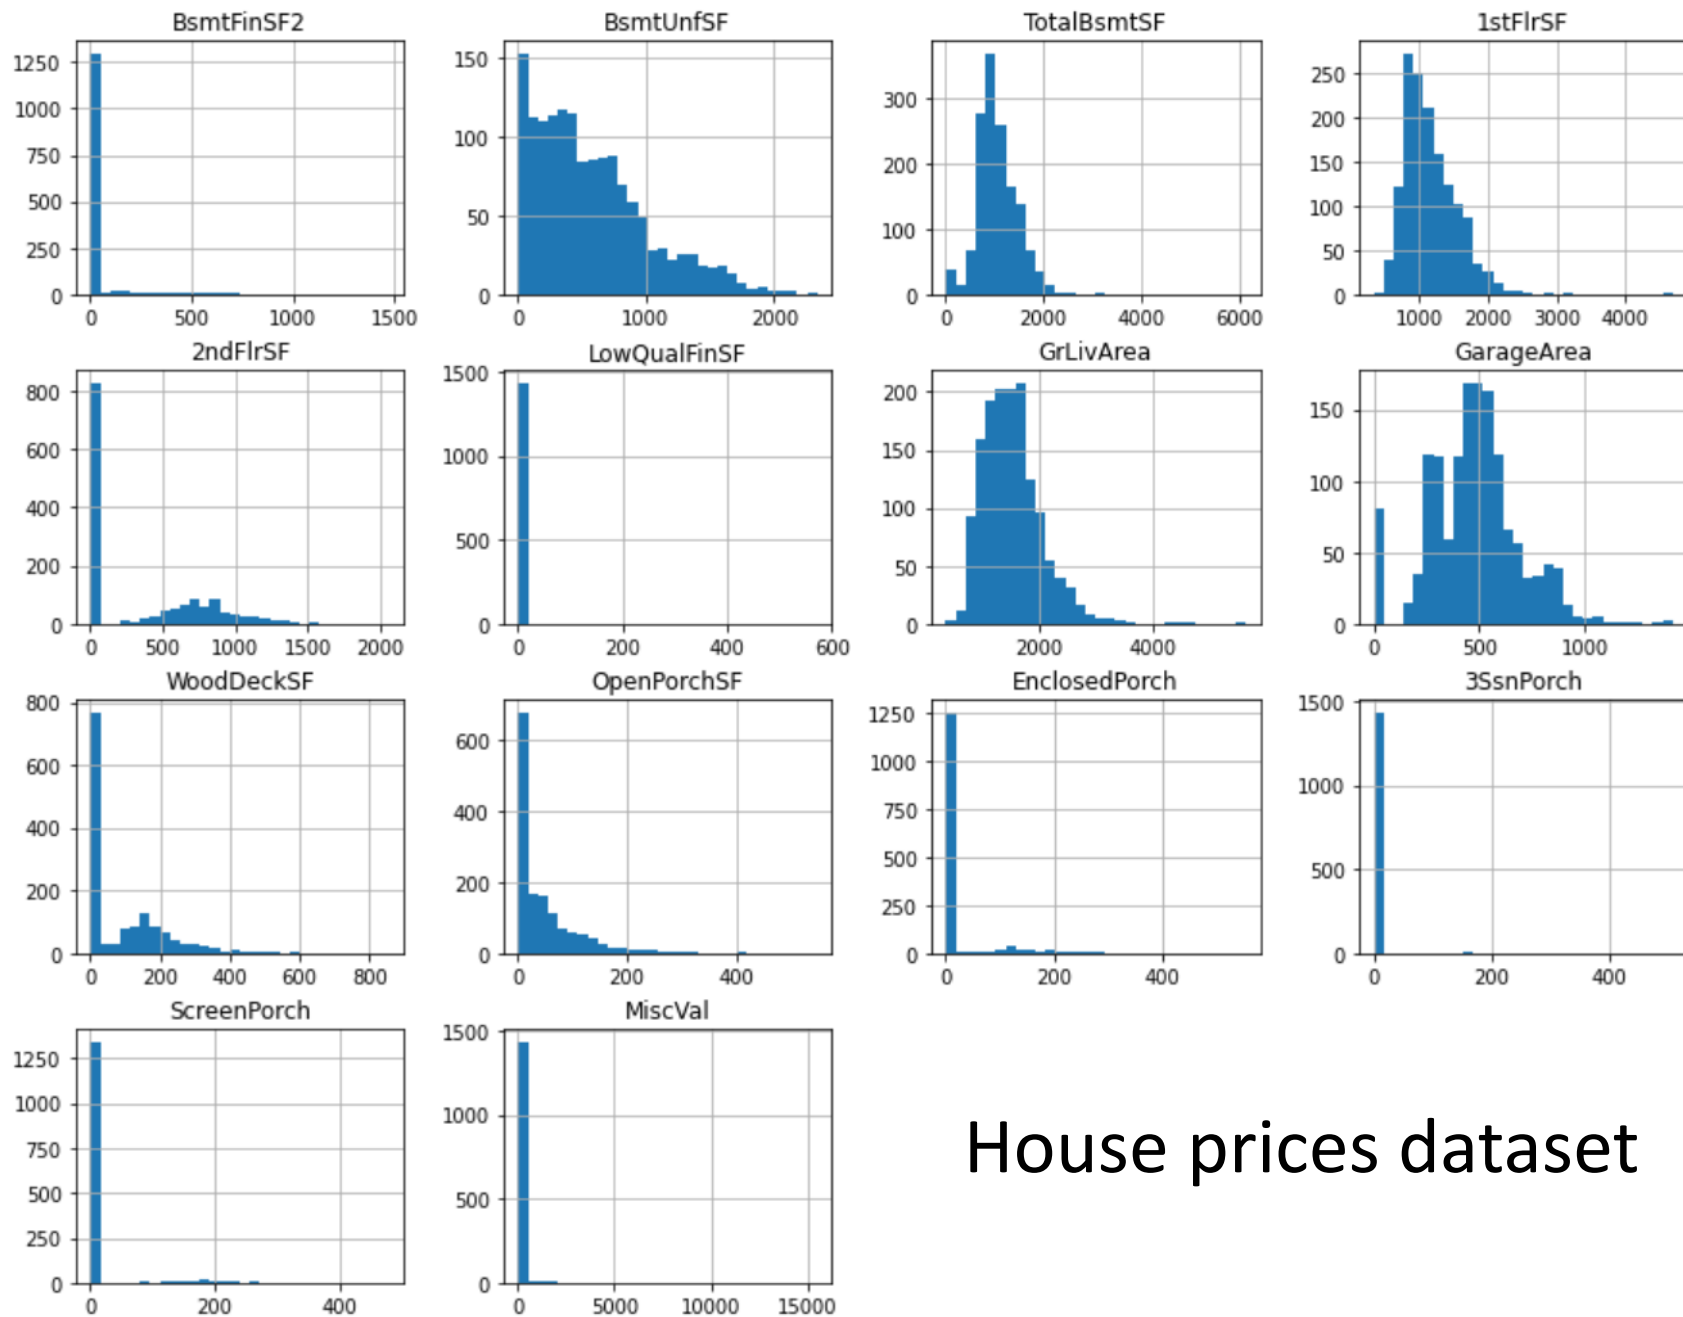 BsmtFinSF2
1250
1000
750
500
250
0
0 500 1000 1500
BsmtUnfSF
150
100
50
0
0 1000 2000
TotalBsmtSF
300
200
100
0
0 2000 4000 6000
1stFlrSF
250
200
150
100
50
0
1000 2000 3000 4000
2ndFlrSF
800
600
400
200
0
0 500 1000 1500 2000
LowQualFinSF
1500
1000
500
0
0 200 400 600
GrLivArea
200
150
100
50
0
2000 4000
GarageArea
150
100
50
0
0 500 1000
WoodDeckSF
800
600
400
200
0
0 200 400 600 800
OpenPorchSF
600
400
200
0
0 200 400
EnclosedPorch
1250
1000
750
500
250
0
0 200 400
3SsnPorch
1500
1000
500
0
0 200 400
ScreenPorch
1250
1000
750
500
250
0
0 200 400
MiscVal
1500
1000
500
0
0 5000 10000 15000
House prices dataset